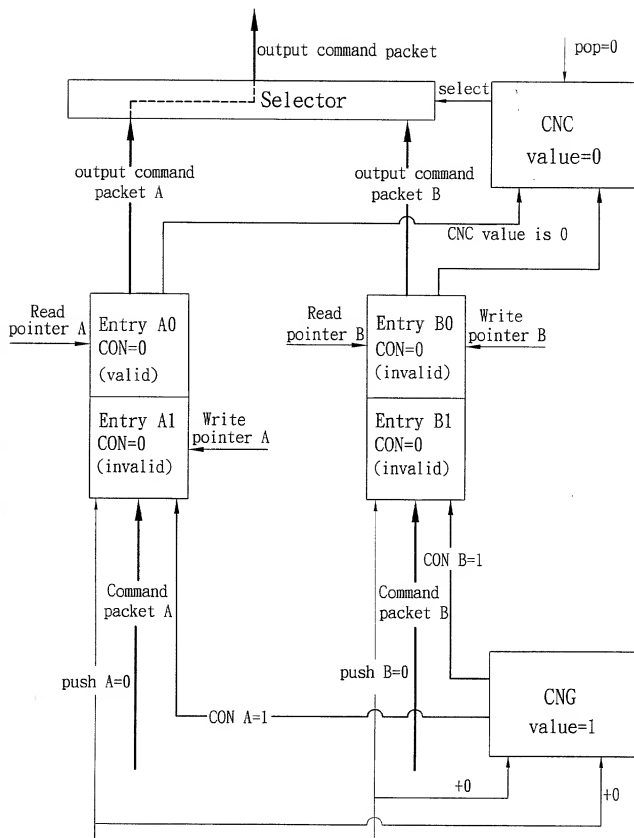 output command packet
pop=0
Selector
select
CNC
value=0
output command
packet A
output command
packet B
CNC value is 0
Read
pointer A
Entry A0
CON=0
(valid)
Read
pointer B
Entry B0
CON=0
(invalid)
Write
pointer B
Entry A1
CON=0
(invalid)
Write
pointer A
Entry B1
CON=0
(invalid)
CON B=1
Command
packet A
Command
packet B
push A=0
push B=0
CON A=1
CNG
value=1
+0
+0